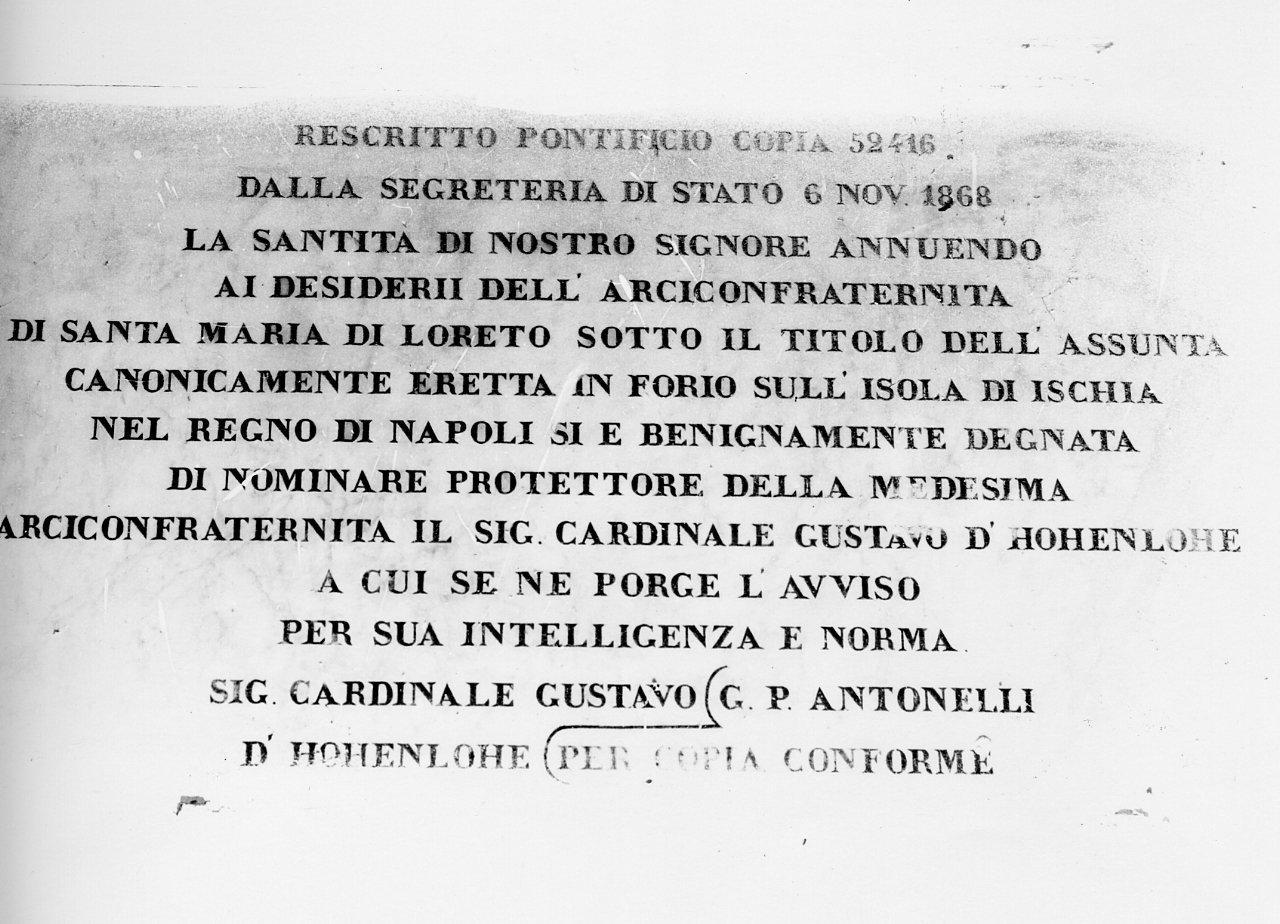 RESCRITTO PONTIFICIO COPIA 52416
DALLA SEGRETERIA DI STATO 6 NOV. 1868
LA SANTITA DI NOSTRO SIGNORE ANNUENDO
AI DESIDERII DELL' ARCICONFRATERNITA
DI SANTA MARIA DI LORETO SOTTO IL TITOLO DELL' ASSUNTA
CANONICAMENTE ERETTA IN FORIO SULL' ISOLA DI ISCHIA
NEL REGNO DI NAPOLI SI E BENIGNAMENTE DEGNATA
DI NOMINARE PROTETTORE DELLA MEDESIMA
ARCICONFRATERNITA IL SIG. CARDINALE GUSTAVO D' HOHENLOHE
A CUI SE NE PORGE L' AVVISO
PER SUA INTELLIGENZA E NORMA.
SIG. CARDINALE GUSTAVO (G. P. ANTONELLI
D' HOHENLOHE (PER COPIA CONFORME